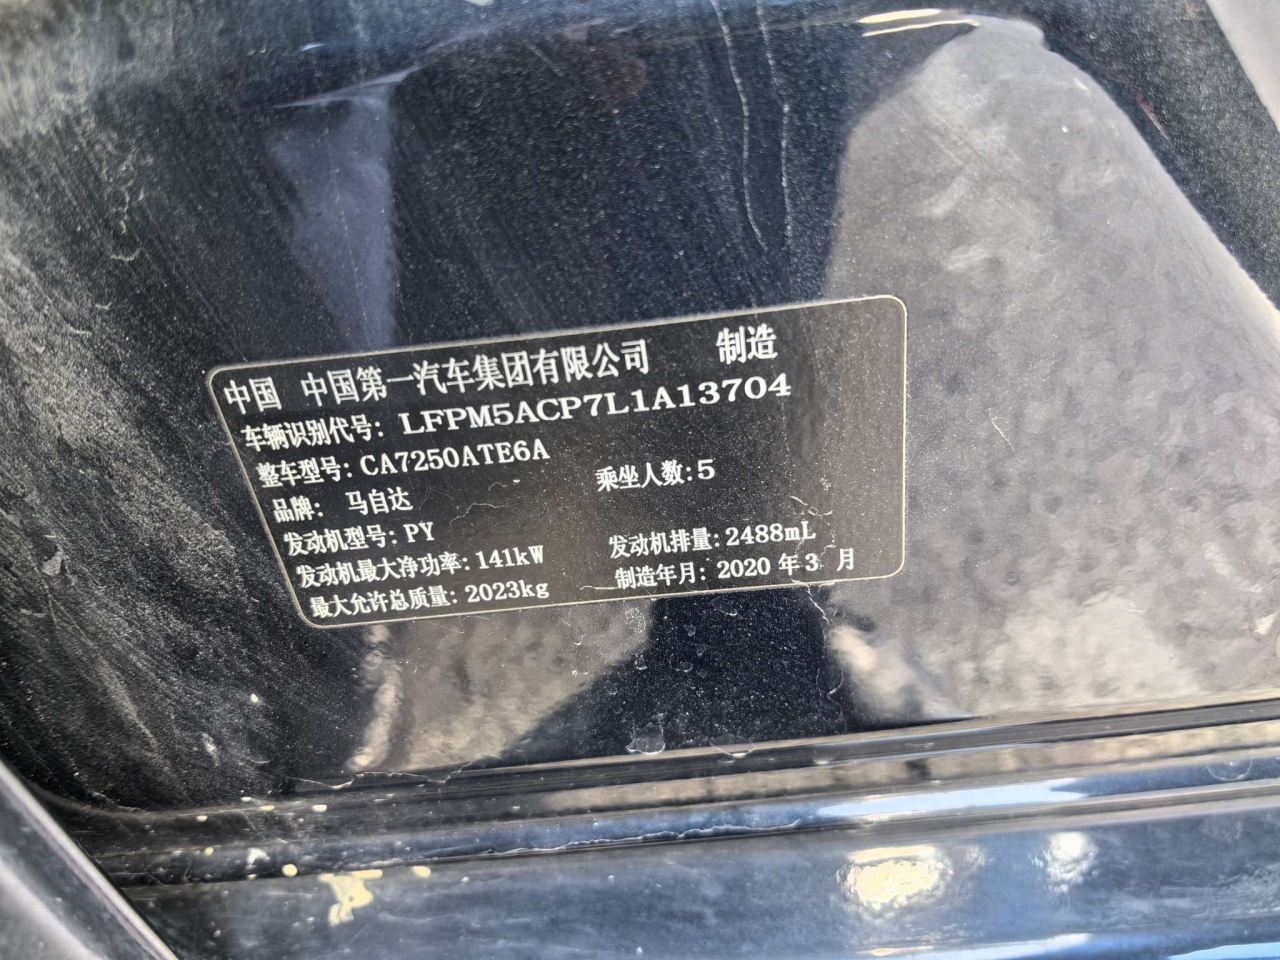 中国 中国第一汽车集团有限公司 制造
车辆识别代号: LFPM5ACP7L1A13704
整车型号: CA7250ATE6A
品牌: 马自达 乘坐人数: 5
发动机型号: PY
发动机最大净功率: 141kW 发动机排量: 2488mL
最大允许总质量: 2023kg 制造年月: 2020 年 3 月